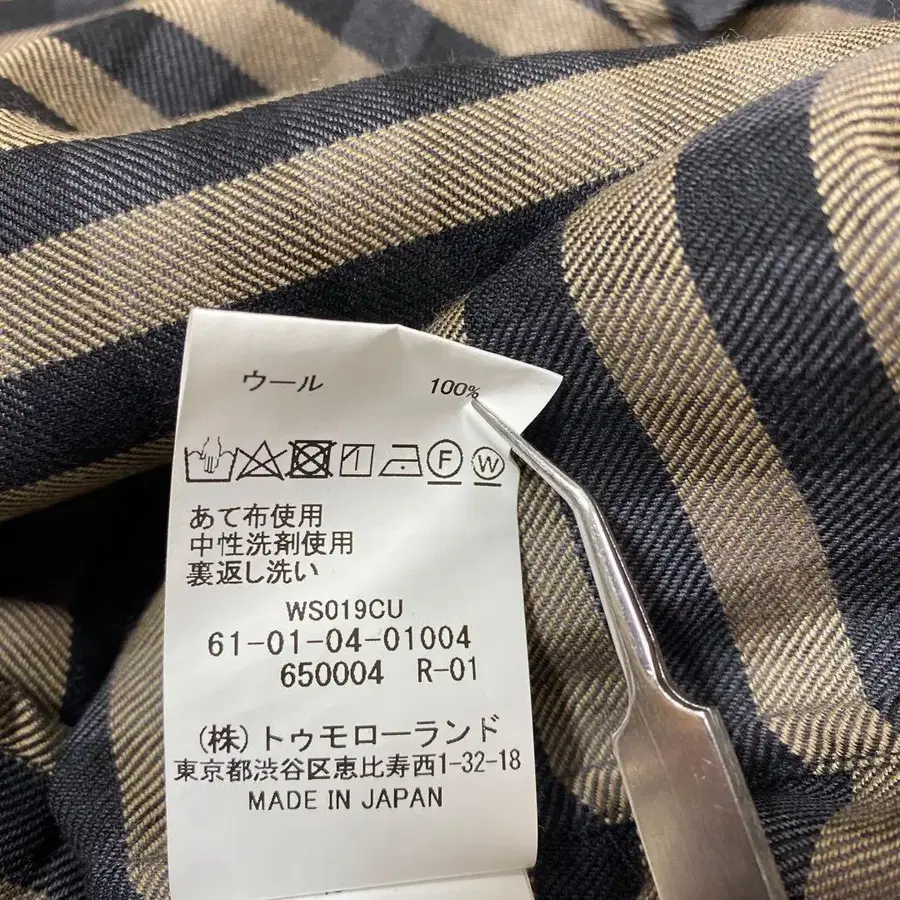 ウール 100%
F W
あて布使用
中性洗剤使用
裏返し洗い
WS019CU
61-01-04-01004
650004 R-01
(株)トゥモローランド
東京都渋谷区恵比寿西1-32-18
MADE IN JAPAN